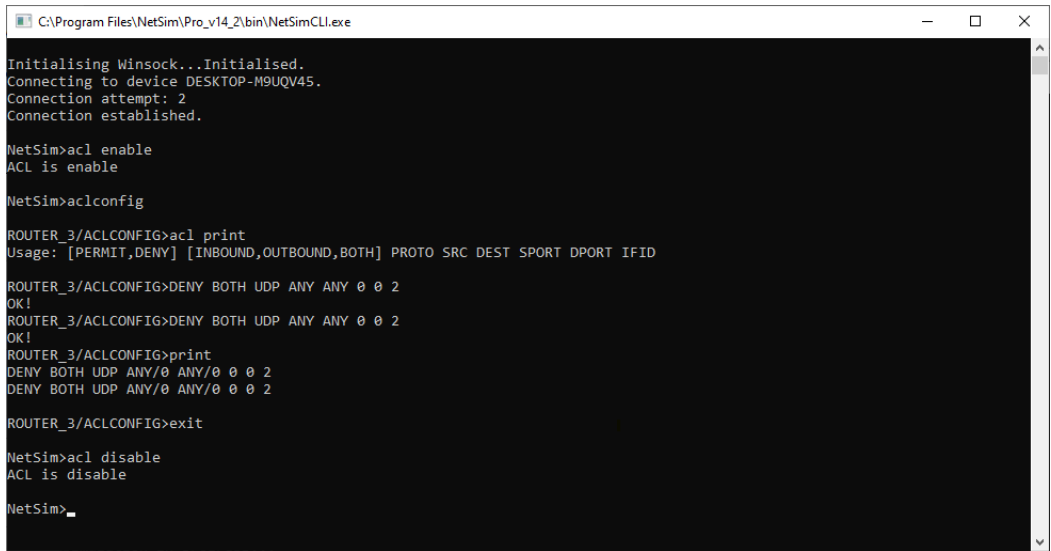 C:\Program Files\NetSim\Pro_v14_2\bin\NetSimCLI.exe
Initialising Winsock...Initialised.
Connecting to device DESKTOP-M9UQV45.
Connection attempt: 2
Connection established.
NetSim>acl enable
ACL is enable
NetSim>aclconfig
ROUTER_3/ACLCONFIG>acl print
Usage: [PERMIT,DENY] [INBOUND,OUTBOUND,BOTH] PROTO SRC DEST SPORT DPORT IFID
ROUTER_3/ACLCONFIG>DENY BOTH UDP ANY ANY 0 0 2
OK!
ROUTER_3/ACLCONFIG>DENY BOTH UDP ANY ANY 0 0 2
OK!
ROUTER_3/ACLCONFIG>print
DENY BOTH UDP ANY/0 ANY/0 0 0 2
DENY BOTH UDP ANY/0 ANY/0 0 0 2
ROUTER_3/ACLCONFIG>exit
NetSim>acl disable
ACL is disable
NetSim>